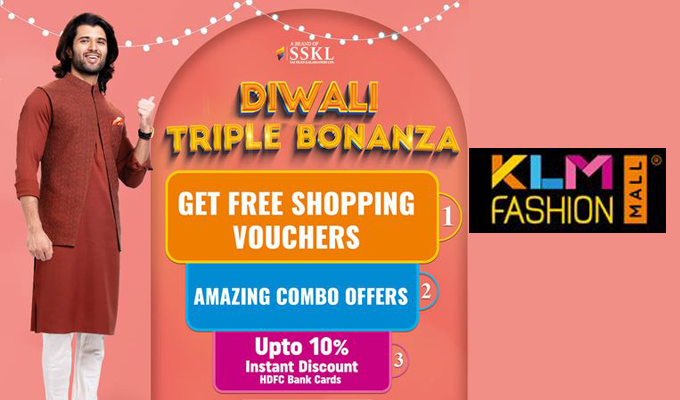 A BRAND OF
SSKL
DIWALI
TRIPLE BONANZA
GET FREE SHOPPING
VOUCHERS
1
AMAZING COMBO OFFERS
2
Upto 10%
Instant Discount
HDFC Bank Cards
3
KLM
FASHION
MALL
®